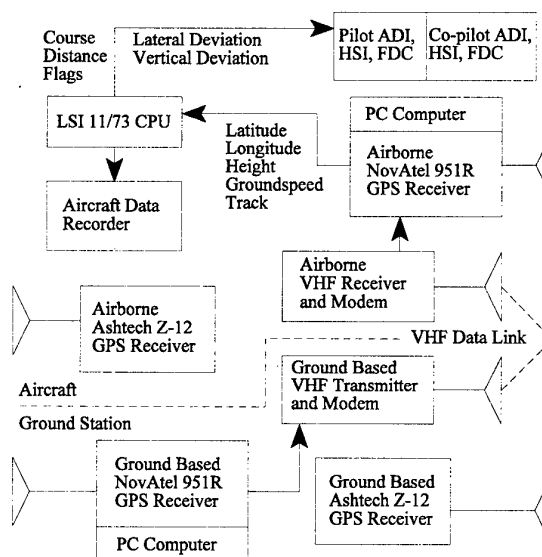 Course
Distance
Flags
Lateral Deviation
Vertical Deviation
Pilot ADI,
HSI, FDC
Co-pilot ADI,
HSI, FDC
LSI 11/73 CPU
Latitude
Longitude
Height
Groundspeed
Track
PC Computer
Airborne
NovAtel 951R
GPS Receiver
Aircraft Data
Recorder
Airborne
VHF Receiver
and Modem
Airborne
Ashtech Z-12
GPS Receiver
VHF Data Link
Aircraft
Ground Station
Ground Based
VHF Transmitter
and Modem
Ground Based
NovAtel 951R
GPS Receiver
PC Computer
Ground Based
Ashtech Z-12
GPS Receiver